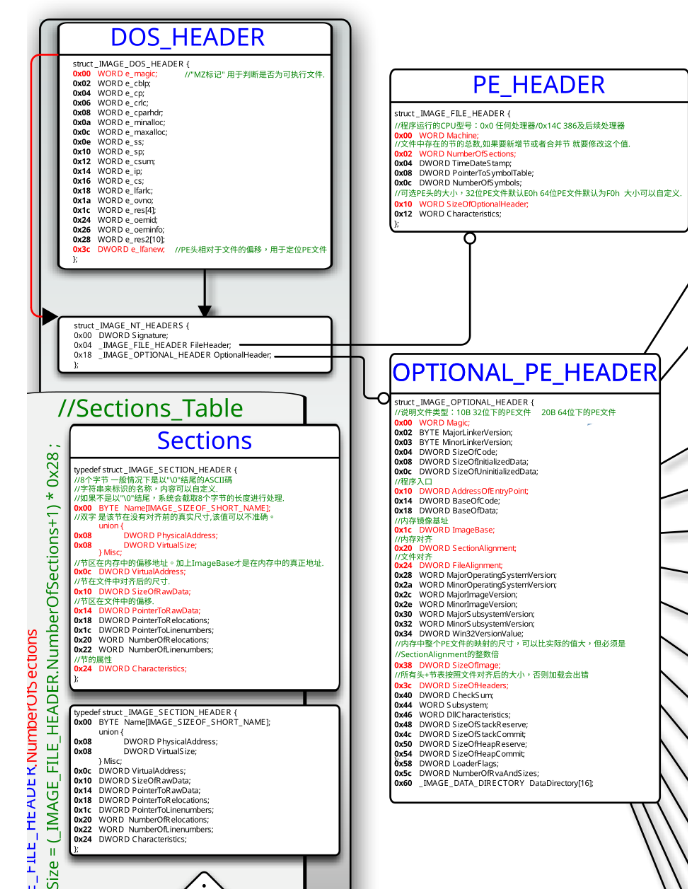 DOS_HEADER
struct _IMAGE_DOS_HEADER {
0x00 WORD e_magic; //"MZ标记" 用于判断是否为可执行文件.
0x02 WORD e_cblp;
0x04 WORD e_cp;
0x06 WORD e_crlc;
0x08 WORD e_cparhdr;
0x0a WORD e_minalloc;
0x0c WORD e_maxalloc;
0x0e WORD e_ss;
0x10 WORD e_sp;
0x12 WORD e_csum;
0x14 WORD e_ip;
0x16 WORD e_cs;
0x18 WORD e_lfarlc;
0x1a WORD e_ovno;
0x1c WORD e_res[4];
0x24 WORD e_oemid;
0x26 WORD e_oeminfo;
0x28 WORD e_res2[10];
0x3c DWORD e_lfanew; //PE头相对于文件的偏移，用于定位PE文件
};
struct _IMAGE_NT_HEADERS {
0x00 DWORD Signature;
0x04 _IMAGE_FILE_HEADER FileHeader;
0x18 _IMAGE_OPTIONAL_HEADER OptionalHeader;
};
PE_HEADER
struct _IMAGE_FILE_HEADER {
//程序运行的CPU型号：0x0 任何处理器/0x14C 386及后续处理器
0x00 WORD Machine;
//文件中存在的节的总数,如果要新增节或者合并节 就要修改这个值.
0x02 WORD NumberOfSections;
0x04 DWORD TimeDateStamp;
0x08 DWORD PointerToSymbolTable;
0x0c DWORD NumberOfSymbols;
//可选PE头的大小，32位PE文件默认E0h 64位PE文件默认为F0h 大小可以自定义.
0x10 WORD SizeOfOptionalHeader;
0x12 WORD Characteristics;
};
OPTIONAL_PE_HEADER
struct _IMAGE_OPTIONAL_HEADER {
//说明文件类型：10B 32位下的PE文件 20B 64位下的PE文件
0x00 WORD Magic;
0x02 BYTE MajorLinkerVersion;
0x03 BYTE MinorLinkerVersion;
0x04 DWORD SizeOfCode;
0x08 DWORD SizeOfInitializedData;
0x0c DWORD SizeOfUninitializedData;
//程序入口
0x10 DWORD AddressOfEntryPoint;
0x14 DWORD BaseOfCode;
0x18 DWORD BaseOfData;
//内存镜像基址
0x1c DWORD ImageBase;
//内存对齐
0x20 DWORD SectionAlignment;
//文件对齐
0x24 DWORD FileAlignment;
0x28 WORD MajorOperatingSystemVersion;
0x2a WORD MinorOperatingSystemVersion;
0x2c WORD MajorImageVersion;
0x2e WORD MinorImageVersion;
0x30 WORD MajorSubsystemVersion;
0x32 WORD MinorSubsystemVersion;
0x34 DWORD Win32VersionValue;
//内存中整个PE文件的映射的尺寸，可以比实际的值大，但必须是
//SectionAlignment的整数倍
0x38 DWORD SizeOfImage;
//所有头+节表按照文件对齐后的大小，否则加载会出错
0x3c DWORD SizeOfHeaders;
0x40 DWORD CheckSum;
0x44 WORD Subsystem;
0x46 WORD DllCharacteristics;
0x48 DWORD SizeOfStackReserve;
0x4c DWORD SizeOfStackCommit;
0x50 DWORD SizeOfHeapReserve;
0x54 DWORD SizeOfHeapCommit;
0x58 DWORD LoaderFlags;
0x5c DWORD NumberOfRvaAndSizes;
0x60 _IMAGE_DATA_DIRECTORY DataDirectory[16];
//Sections_Table
Sections
typedef struct _IMAGE_SECTION_HEADER {
//8个字节 一般情况下是以"\0"结尾的ASCII码
//字符串来标识的名称，内容可以自定义.
//如果不是以"\0"结尾，系统会截取8个字节的长度进行处理.
0x00 BYTE Name[IMAGE_SIZEOF_SHORT_NAME];
//双字 是该节在没有对齐前的真实尺寸,该值可以不准确。
union {
0x08 DWORD PhysicalAddress;
0x08 DWORD VirtualSize;
} Misc;
//节区在内存中的偏移地址。加上ImageBase才是在内存中的真正地址.
0x0c DWORD VirtualAddress;
//节在文件中对齐后的尺寸.
0x10 DWORD SizeOfRawData;
//节区在文件中的偏移.
0x14 DWORD PointerToRawData;
0x18 DWORD PointerToRelocations;
0x1c DWORD PointerToLinenumbers;
0x20 WORD NumberOfRelocations;
0x22 WORD NumberOfLinenumbers;
//节的属性
0x24 DWORD Characteristics;
};
typedef struct _IMAGE_SECTION_HEADER {
0x00 BYTE Name[IMAGE_SIZEOF_SHORT_NAME];
union {
0x08 DWORD PhysicalAddress;
0x08 DWORD VirtualSize;
} Misc;
0x0c DWORD VirtualAddress;
0x10 DWORD SizeOfRawData;
0x14 DWORD PointerToRawData;
0x18 DWORD PointerToRelocations;
0x1c DWORD PointerToLinenumbers;
0x20 WORD NumberOfRelocations;
0x22 WORD NumberOfLinenumbers;
0x24 DWORD Characteristics;
};
E_FILE_HEADER.NumberOfSections
Size = (_IMAGE_FILE_HEADER.NumberOfSections+1) * 0x28 ;